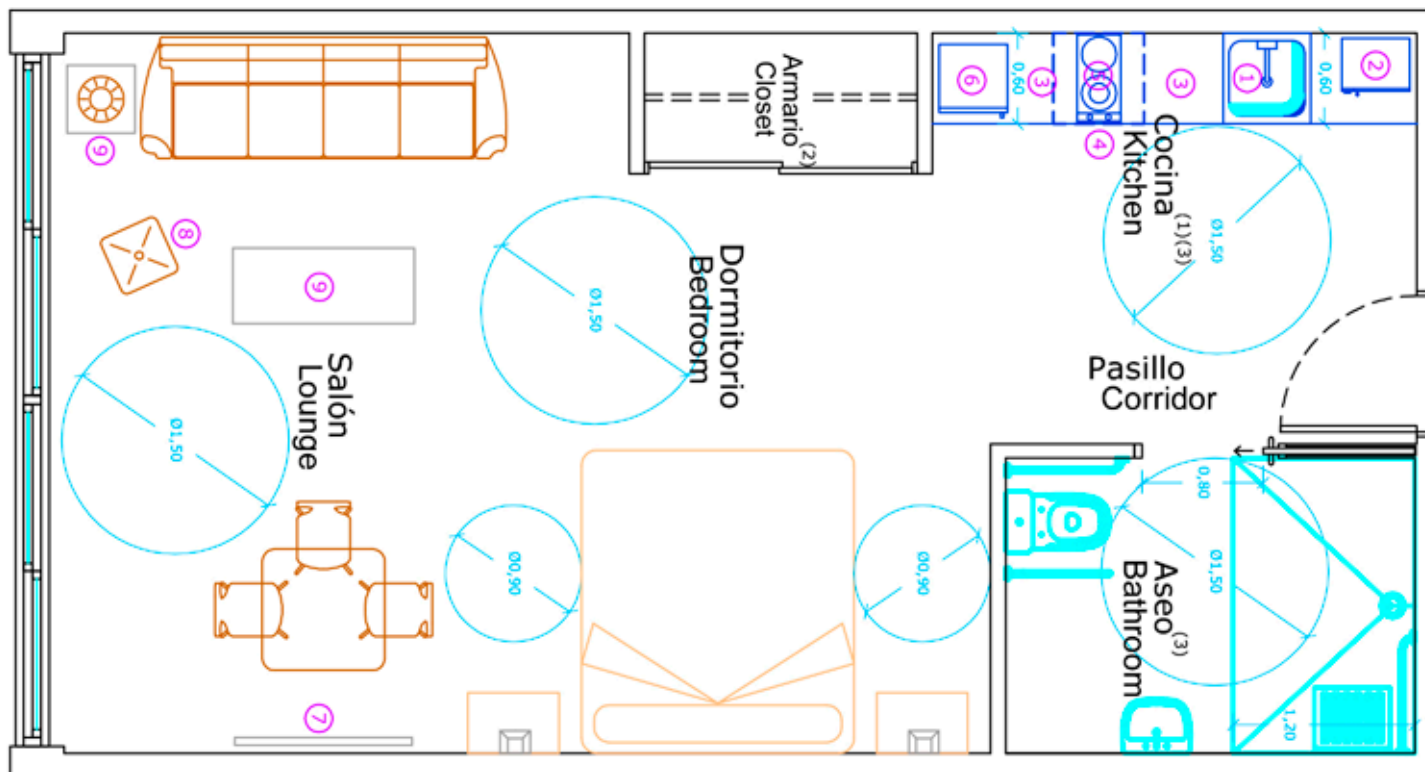 Armario (2)
Closet
Cocina (1)(3)
Kitchen
Dormitorio
Bedroom
Salón
Lounge
Pasillo
Corridor
Aseo (3)
Bathroom
6
0,60
3
5
3
1
0,60
2
4
9
8
9
7
Ø1,50
Ø1,50
Ø1,50
Ø0,90
Ø0,90
0,80
Ø1,50
1,20